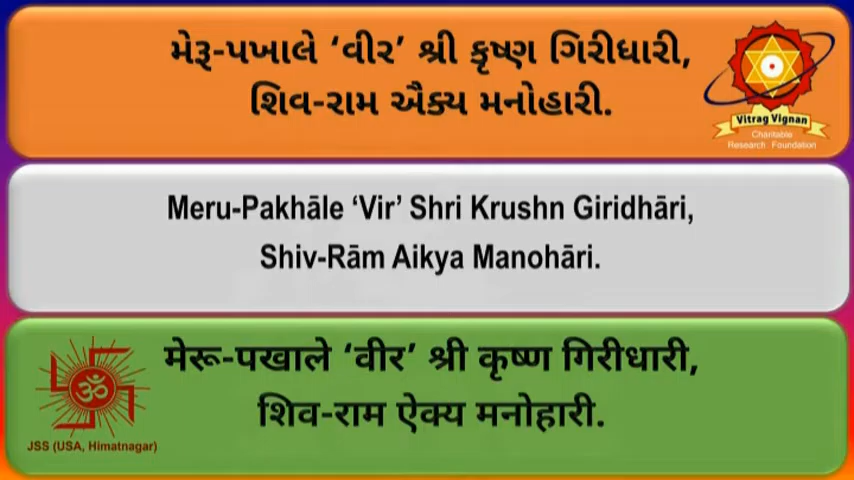 મેરૂ-પખાલે ‘વીર’ શ્રી કૃષ્ણ ગિરીધારી,
શિવ-રામ ઐક્ય મનોહારી.
Vitrag Vignan
Charitable
Research Foundation
Meru-Pakhāle ‘Vir’ Shri Krushn Giridhāri,
Shiv-Rām Aikya Manohāri.
मेरू-पखाले ‘वीर’ श्री कृष्ण गिरीधारी,
शिव-राम ऐक्य मनोहारी.
ॐ
JSS (USA, Himatnagar)